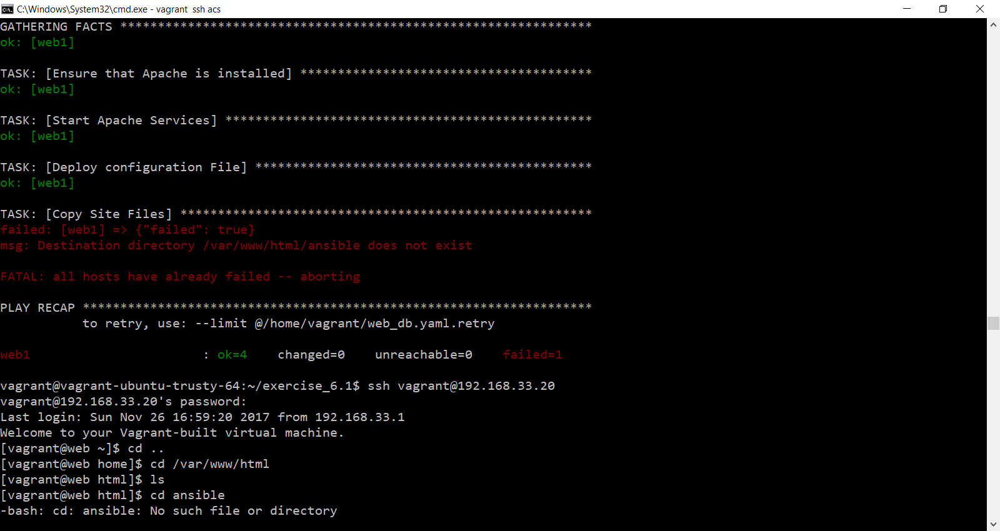 C:\Windows\System32\cmd.exe - vagrant  ssh acs
GATHERING FACTS ***************************************************************
ok: [web1]
TASK: [Ensure that Apache is installed] ***************************************
ok: [web1]
TASK: [Start Apache Services] *************************************************
ok: [web1]
TASK: [Deploy configuration File] *********************************************
ok: [web1]
TASK: [Copy Site Files] *******************************************************
failed: [web1] => {"failed": true}
msg: Destination directory /var/www/html/ansible does not exist
FATAL: all hosts have already failed -- aborting
PLAY RECAP ********************************************************************
           to retry, use: --limit @/home/vagrant/web_db.yaml.retry
web1                       : ok=4    changed=0    unreachable=0    failed=1
vagrant@vagrant-ubuntu-trusty-64:~/exercise_6.1$ ssh vagrant@192.168.33.20
vagrant@192.168.33.20's password:
Last login: Sun Nov 26 16:59:20 2017 from 192.168.33.1
Welcome to your Vagrant-built virtual machine.
[vagrant@web ~]$ cd ..
[vagrant@web home]$ cd /var/www/html
[vagrant@web html]$ ls
[vagrant@web html]$ cd ansible
-bash: cd: ansible: No such file or directory